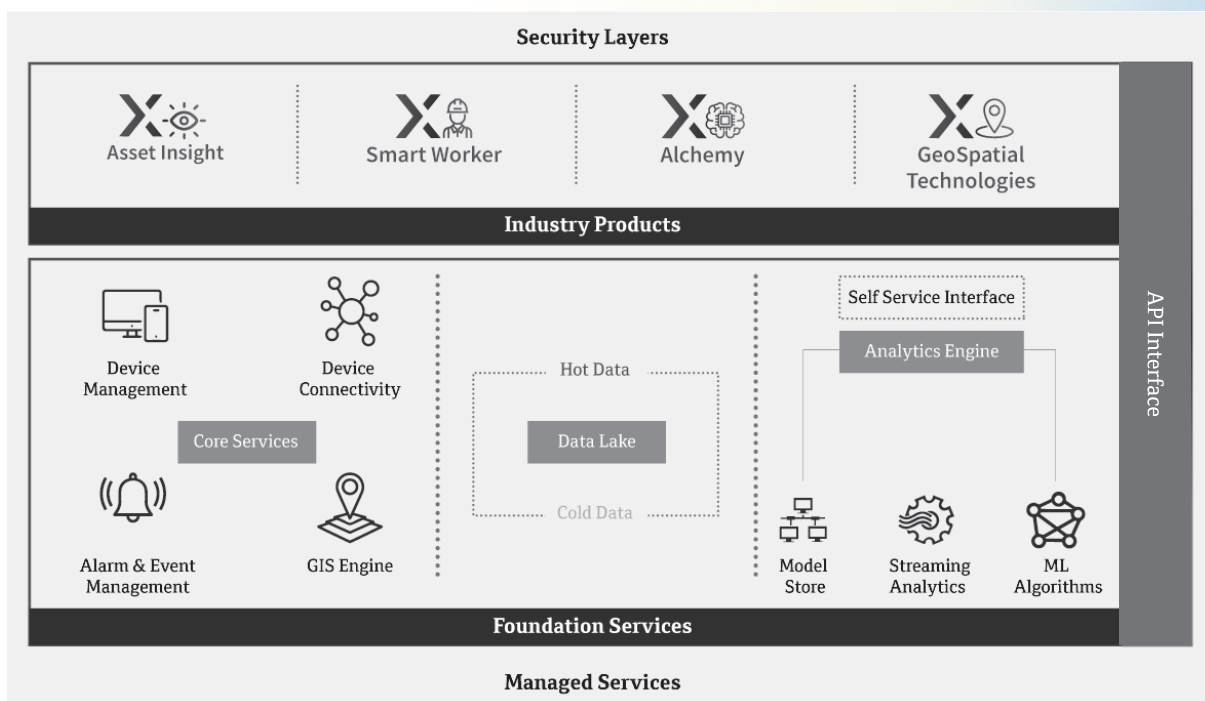 Security Layers
Asset Insight
Smart Worker
Alchemy
GeoSpatial
Technologies
Industry Products
API Interface
Device
Management
Device
Connectivity
Core Services
Alarm & Event
Management
GIS Engine
Hot Data
Data Lake
Cold Data
Self Service Interface
Analytics Engine
Model
Store
Streaming
Analytics
ML
Algorithms
Foundation Services
Managed Services